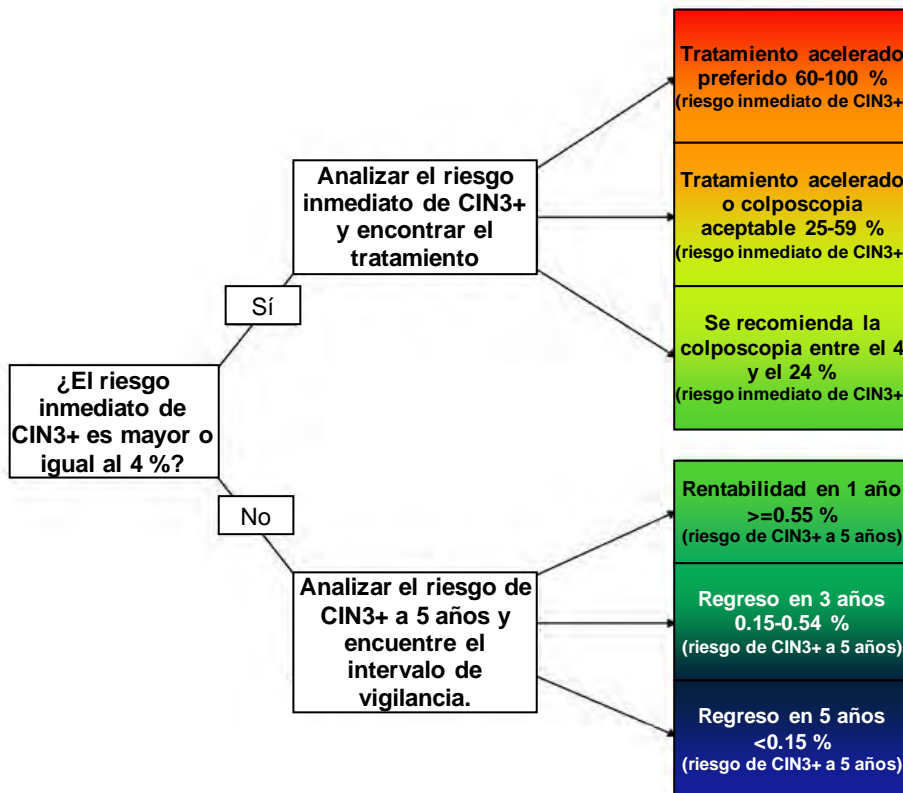 ¿El riesgo
inmediato de
CIN3+ es mayor o
igual al 4 %?
Sí
Analizar el riesgo
inmediato de CIN3+
y encontrar el
tratamiento
Tratamiento acelerado
preferido 60-100 %
(riesgo inmediato de CIN3+
Tratamiento acelerado
o colposcopia
aceptable 25-59 %
(riesgo inmediato de CIN3+
Se recomienda la
colposcopia entre el 4
y el 24 %
(riesgo inmediato de CIN3+
No
Analizar el riesgo de
CIN3+ a 5 años y
encuentre el
intervalo de
vigilancia.
Rentabilidad en 1 año
>=0.55 %
(riesgo de CIN3+ a 5 años)
Regreso en 3 años
0.15-0.54 %
(riesgo de CIN3+ a 5 años)
Regreso en 5 años
<0.15 %
(riesgo de CIN3+ a 5 años)